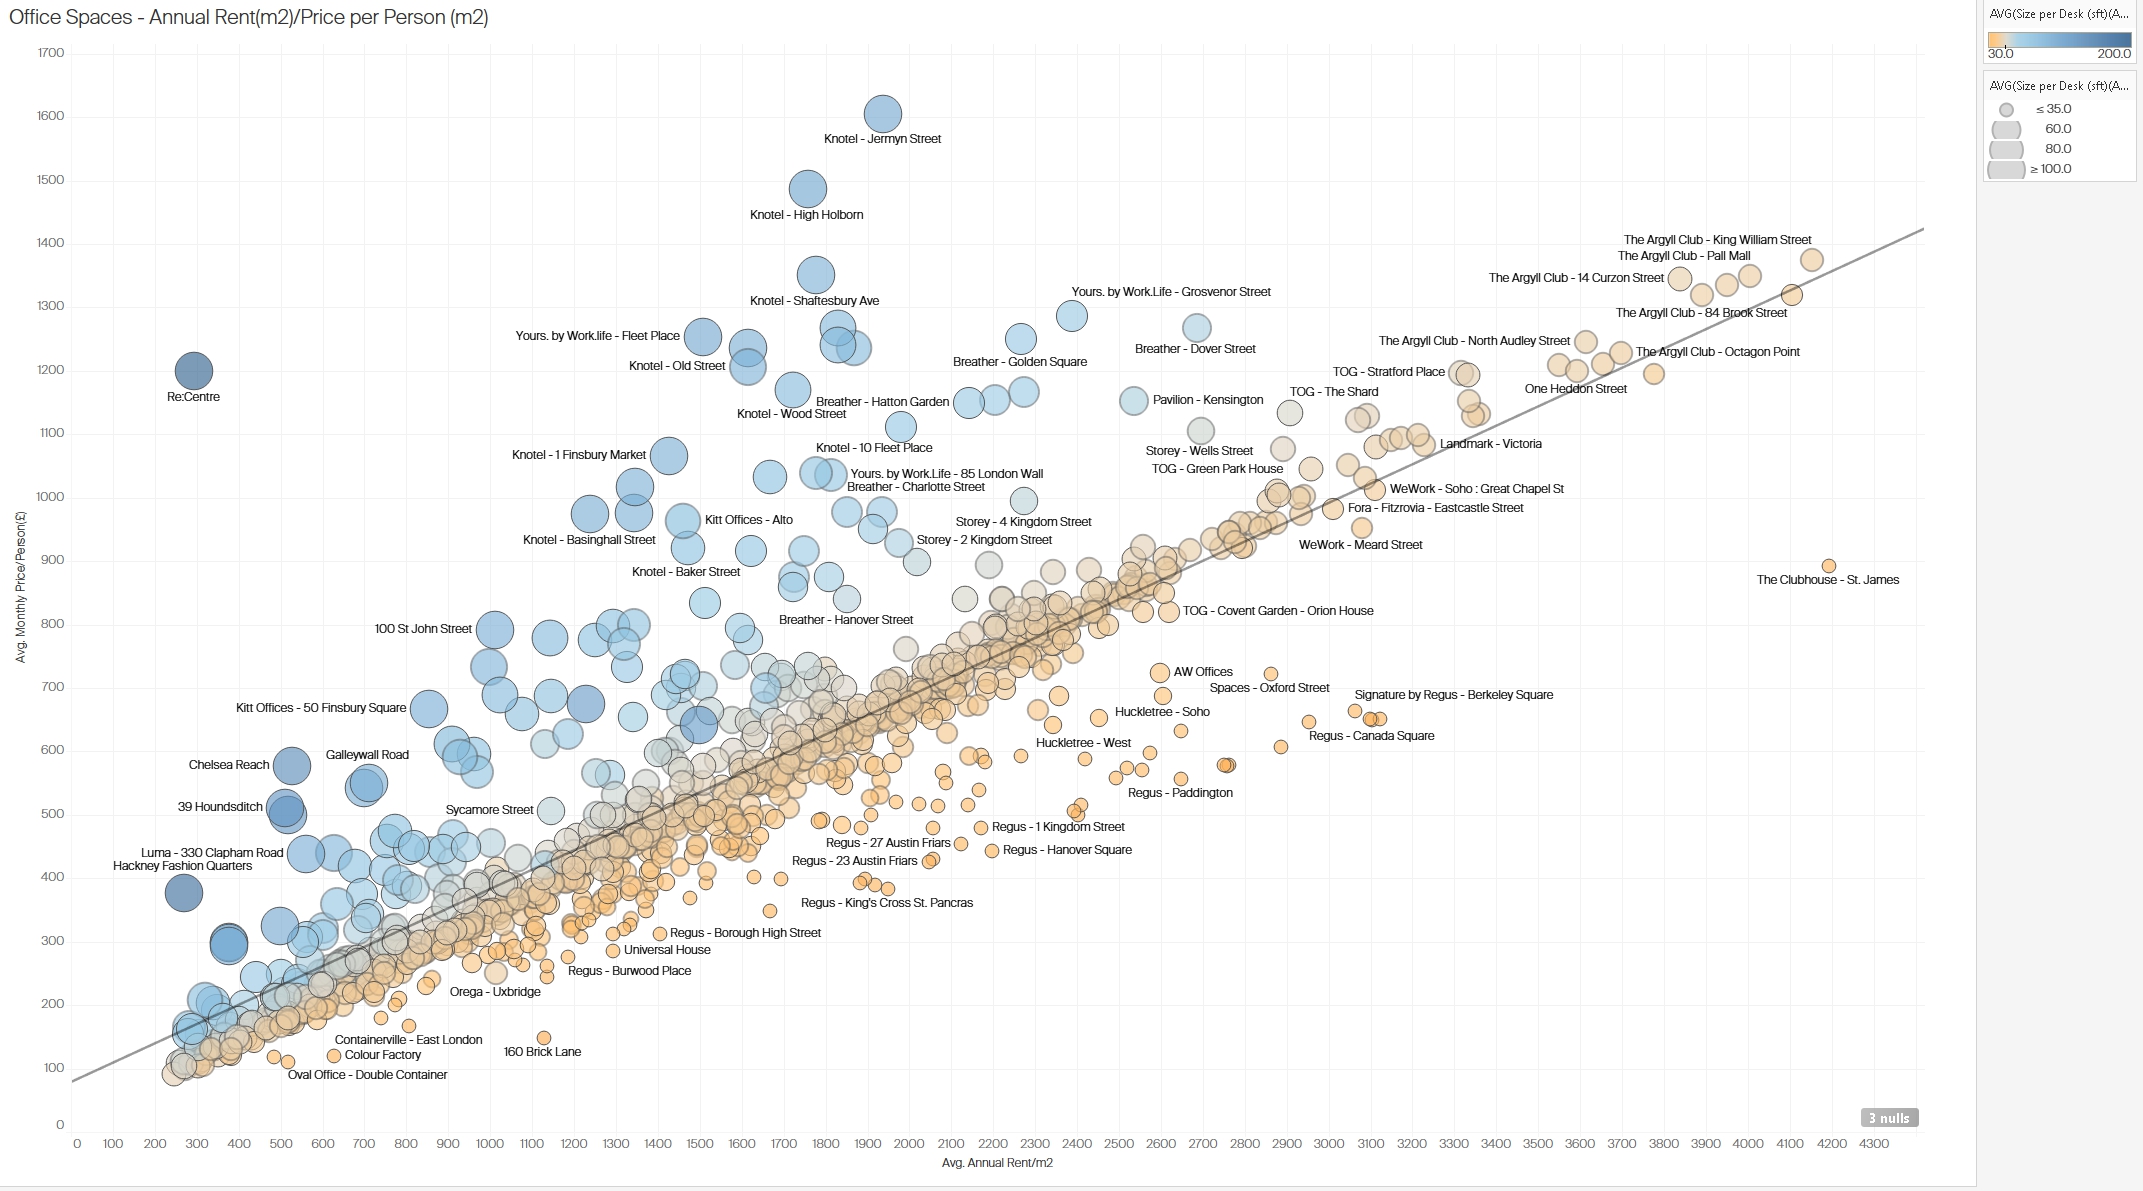 Office Spaces - Annual Rent(m2)/Price per Person (m2)
AVG(Size per Desk (sft)(A...
30.0 200.0
AVG(Size per Desk (sft)(A...
≤ 35.0
60.0
80.0
≥ 100.0
Avg. Monthly Price/Person(£)
1700
1600
1500
1400
1300
1200
1100
1000
900
800
700
600
500
400
300
200
100
0
Knotel - Jermyn Street
Knotel - High Holborn
The Argyll Club - King William Street
The Argyll Club - Pall Mall
The Argyll Club - 14 Curzon Street
Knotel - Shaftesbury Ave
Yours. by Work.Life - Grosvenor Street
The Argyll Club - 84 Brook Street
Yours. by Work.life - Fleet Place
The Argyll Club - North Audley Street
Breather - Dover Street
The Argyll Club - Octagon Point
Breather - Golden Square
Knotel - Old Street
TOG - Stratford Place
Re:Centre
One Heddon Street
TOG - The Shard
Breather - Hatton Garden
Pavilion - Kensington
Knotel - Wood Street
Landmark - Victoria
Knotel - 10 Fleet Place
Storey - Wells Street
Knotel - 1 Finsbury Market
TOG - Green Park House
Yours. by Work.Life - 85 London Wall
Breather - Charlotte Street
WeWork - Soho : Great Chapel St
Fora - Fitzrovia - Eastcastle Street
Kitt Offices - Alto
Storey - 4 Kingdom Street
Knotel - Basinghall Street
Storey - 2 Kingdom Street
WeWork - Meard Street
Knotel - Baker Street
The Clubhouse - St. James
TOG - Covent Garden - Orion House
Breather - Hanover Street
100 St John Street
AW Offices
Spaces - Oxford Street
Signature by Regus - Berkeley Square
Kitt Offices - 50 Finsbury Square
Huckletree - Soho
Regus - Canada Square
Huckletree - West
Galleywall Road
Chelsea Reach
Regus - Paddington
39 Houndsditch
Sycamore Street
Regus - 1 Kingdom Street
Regus - 27 Austin Friars
Regus - Hanover Square
Luma - 330 Clapham Road
Regus - 23 Austin Friars
Hackney Fashion Quarters
Regus - King's Cross St. Pancras
Regus - Borough High Street
Universal House
Regus - Burwood Place
Orega - Uxbridge
Containerville - East London
160 Brick Lane
Colour Factory
Oval Office - Double Container
3 nulls
0 100 200 300 400 500 600 700 800 900 1000 1100 1200 1300 1400 1500 1600 1700 1800 1900 2000 2100 2200 2300 2400 2500 2600 2700 2800 2900 3000 3100 3200 3300 3400 3500 3600 3700 3800 3900 4000 4100 4200 4300
Avg. Annual Rent/m2